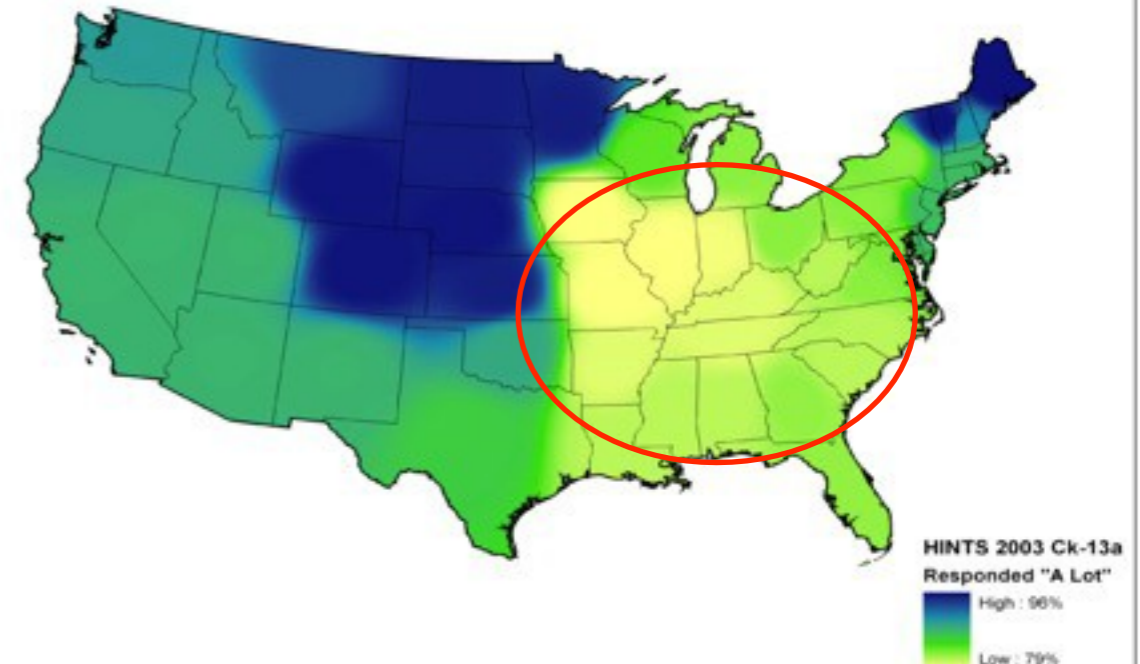 HINTS 2003 Ck-13a
Responded "A Lot"
High : 96%
Low : 79%